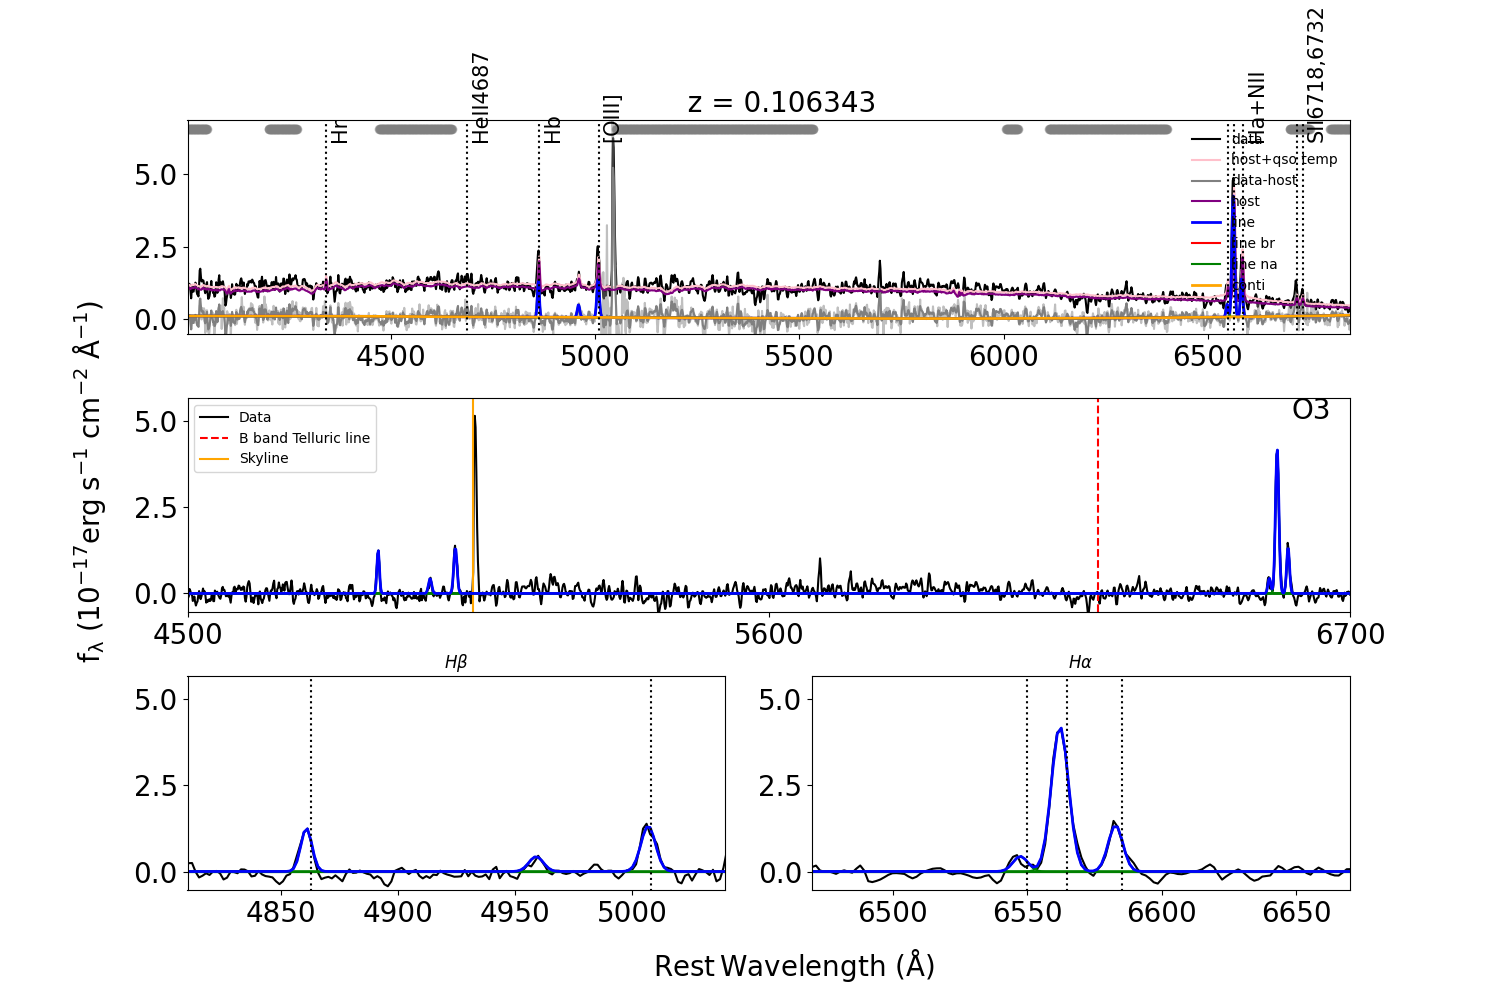 z = 0.106343
Hr
HeII4687
Hb
[OIII]
Ha+NII
SII6718,6732
data
host+qso temp
data-host
host
line
line br
line na
conti
5.0
2.5
0.0
4500
5000
5500
6000
6500
fλ (10−17erg s−1 cm−2 Å−1)
Data
B band Telluric line
Skyline
O3
5.0
2.5
0.0
4500
5600
6700
Hβ
5.0
2.5
0.0
4850
4900
4950
5000
Hα
5.0
2.5
0.0
6500
6550
6600
6650
Rest Wavelength (Å)